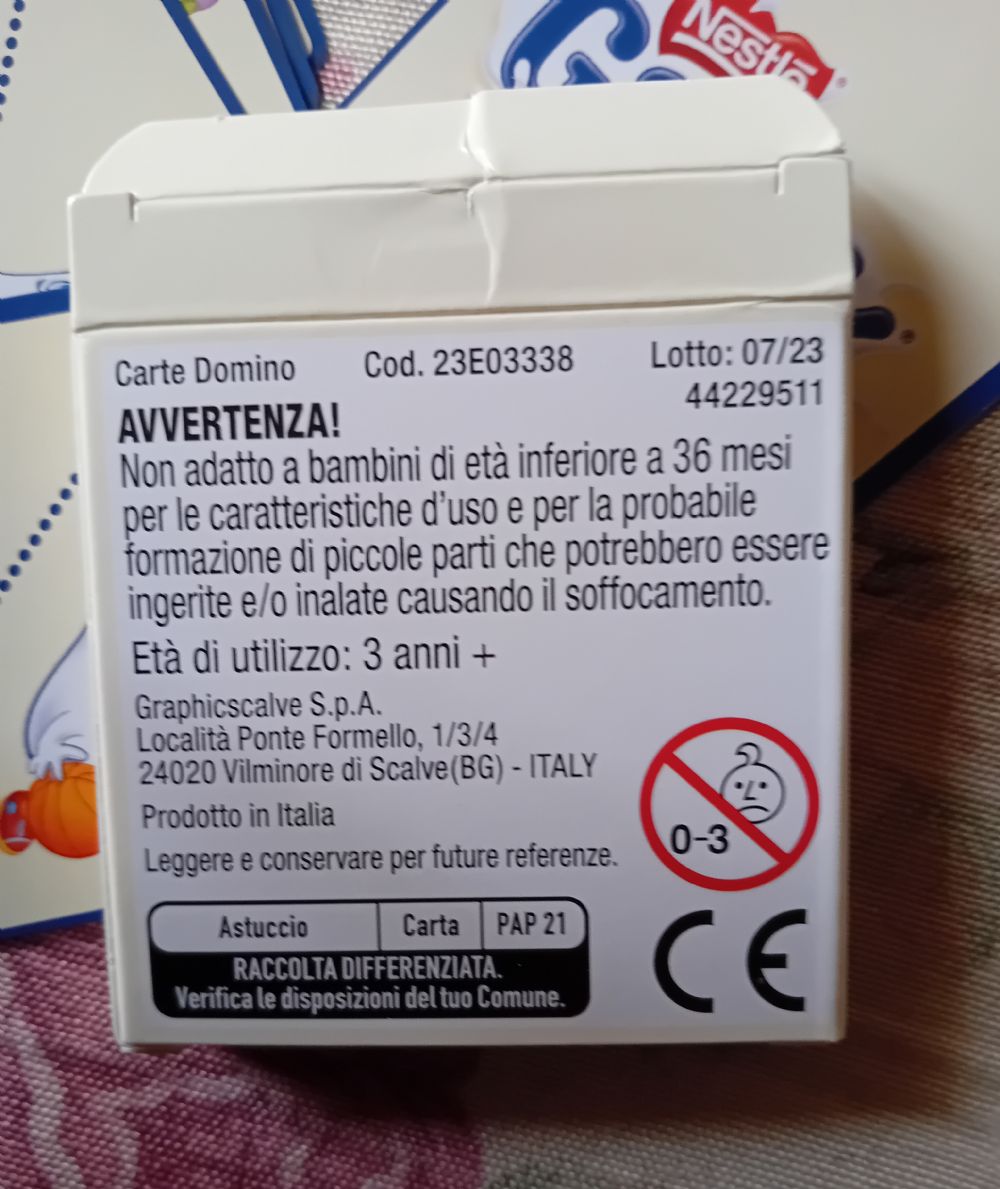 Nestlé
Carte Domino Cod. 23E03338 Lotto: 07/23
44229511
AVVERTENZA!
Non adatto a bambini di età inferiore a 36 mesi
per le caratteristiche d'uso e per la probabile
formazione di piccole parti che potrebbero essere
ingerite e/o inalate causando il soffocamento.
Età di utilizzo: 3 anni +
Graphicscalve S.p.A.
Località Ponte Formello, 1/3/4
24020 Vilminore di Scalve(BG) - ITALY
Prodotto in Italia
Leggere e conservare per future referenze.
0-3
Astuccio Carta PAP 21
RACCOLTA DIFFERENZIATA.
Verifica le disposizioni del tuo Comune.
CE